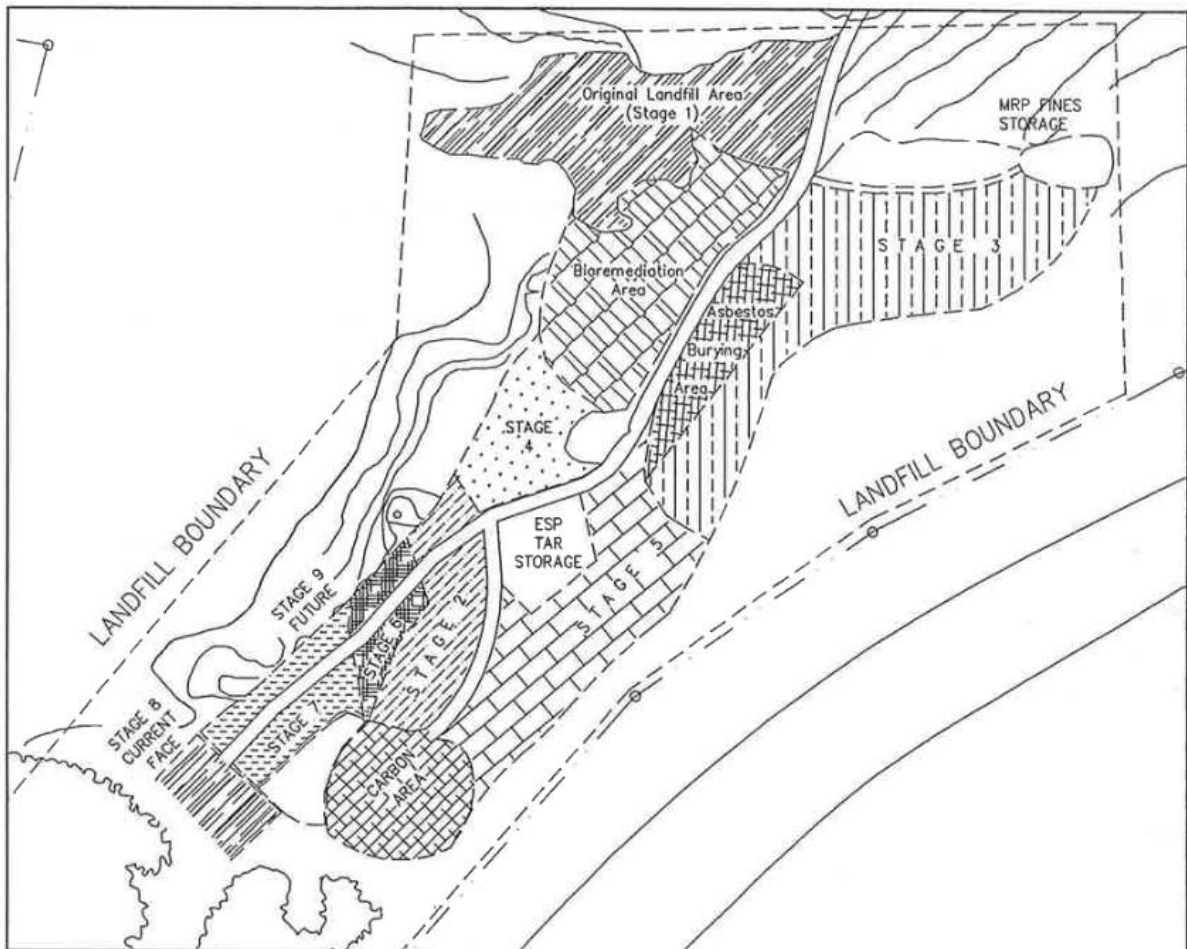 Original Landfill Area
(Stage 1)
MRP FINES
STORAGE
STAGE 3
Bioremediation
Area
Asbestos
Burying
Area
STAGE
4
LANDFILL BOUNDARY
ESP
TAR
STORAGE
STAGE 5
LANDFILL BOUNDARY
STAGE 9
FUTURE
STAGE 6
STAGE 2
STAGE 7
STAGE 8
CURRENT
FACE
CARBON
AREA